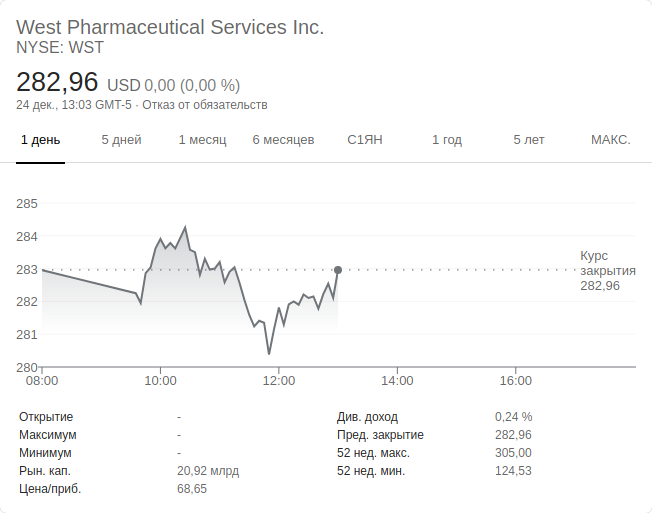 West Pharmaceutical Services Inc.
NYSE: WST
282,96 USD 0,00 (0,00 %)
24 дек., 13:03 GMT-5 · Отказ от обязательств
1 день 5 дней 1 месяц 6 месяцев С1ЯН 1 год 5 лет МАКС.
285
284
283
282
281
280
Курс
закрытия
282,96
08:00 10:00 12:00 14:00 16:00
Открытие - Див. доход 0,24 %
Максимум - Пред. закрытие 282,96
Минимум - 52 нед. макс. 305,00
Рын. кап. 20,92 млрд 52 нед. мин. 124,53
Цена/приб. 68,65